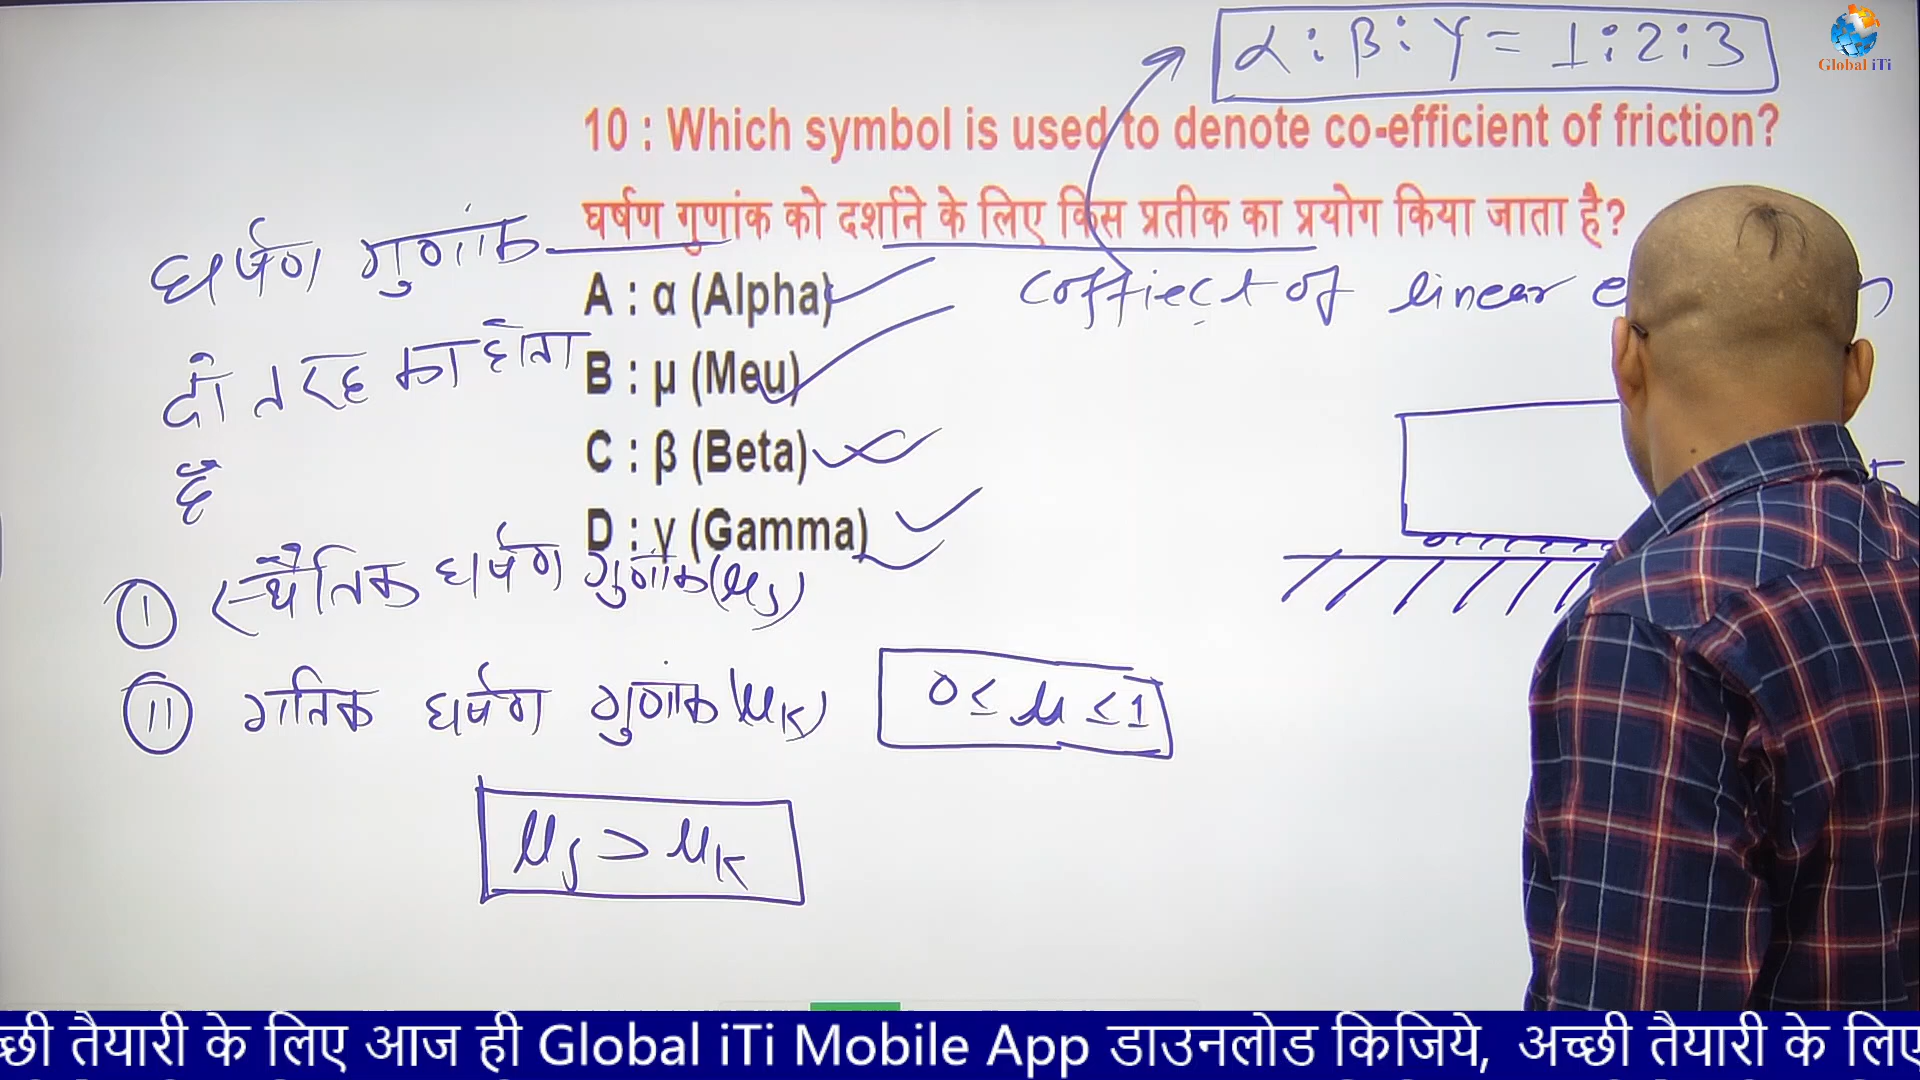 α : β : γ = 1 : 2 : 3
Global iTi
10 : Which symbol is used to denote co-efficient of friction?
घर्षण गुणांक को दर्शाने के लिए किस प्रतीक का प्रयोग किया जाता है?
घर्षण गुणांक
दो तरह का होता
है
A : α (Alpha)
coffiect of linear
B : μ (Meu)
C : β (Beta)
D : γ (Gamma)
I स्थैतिक घर्षण गुणांक (μs)
II गतिक घर्षण गुणांक (μK)
0 ≤ μ ≤ 1
μs > μK
च्छी तैयारी के लिए आज ही Global iTi Mobile App डाउनलोड किजिये, अच्छी तैयारी के लिए